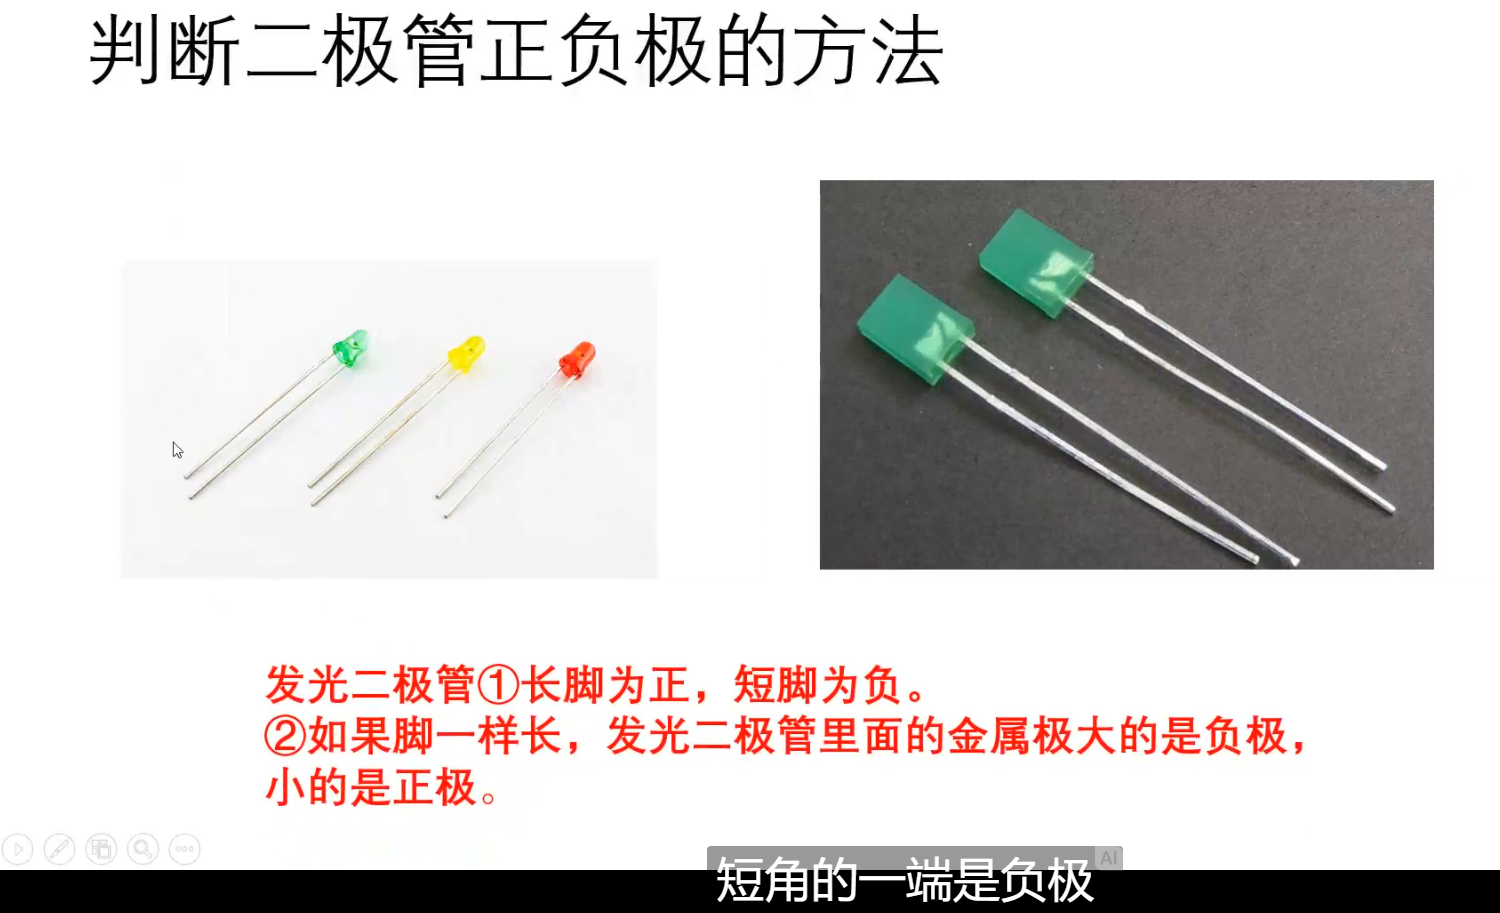 判断二极管正负极的方法
发光二极管①长脚为正，短脚为负。
②如果脚一样长，发光二极管里面的金属极大的是负极，
小的是正极。
AI
短角的一端是负极